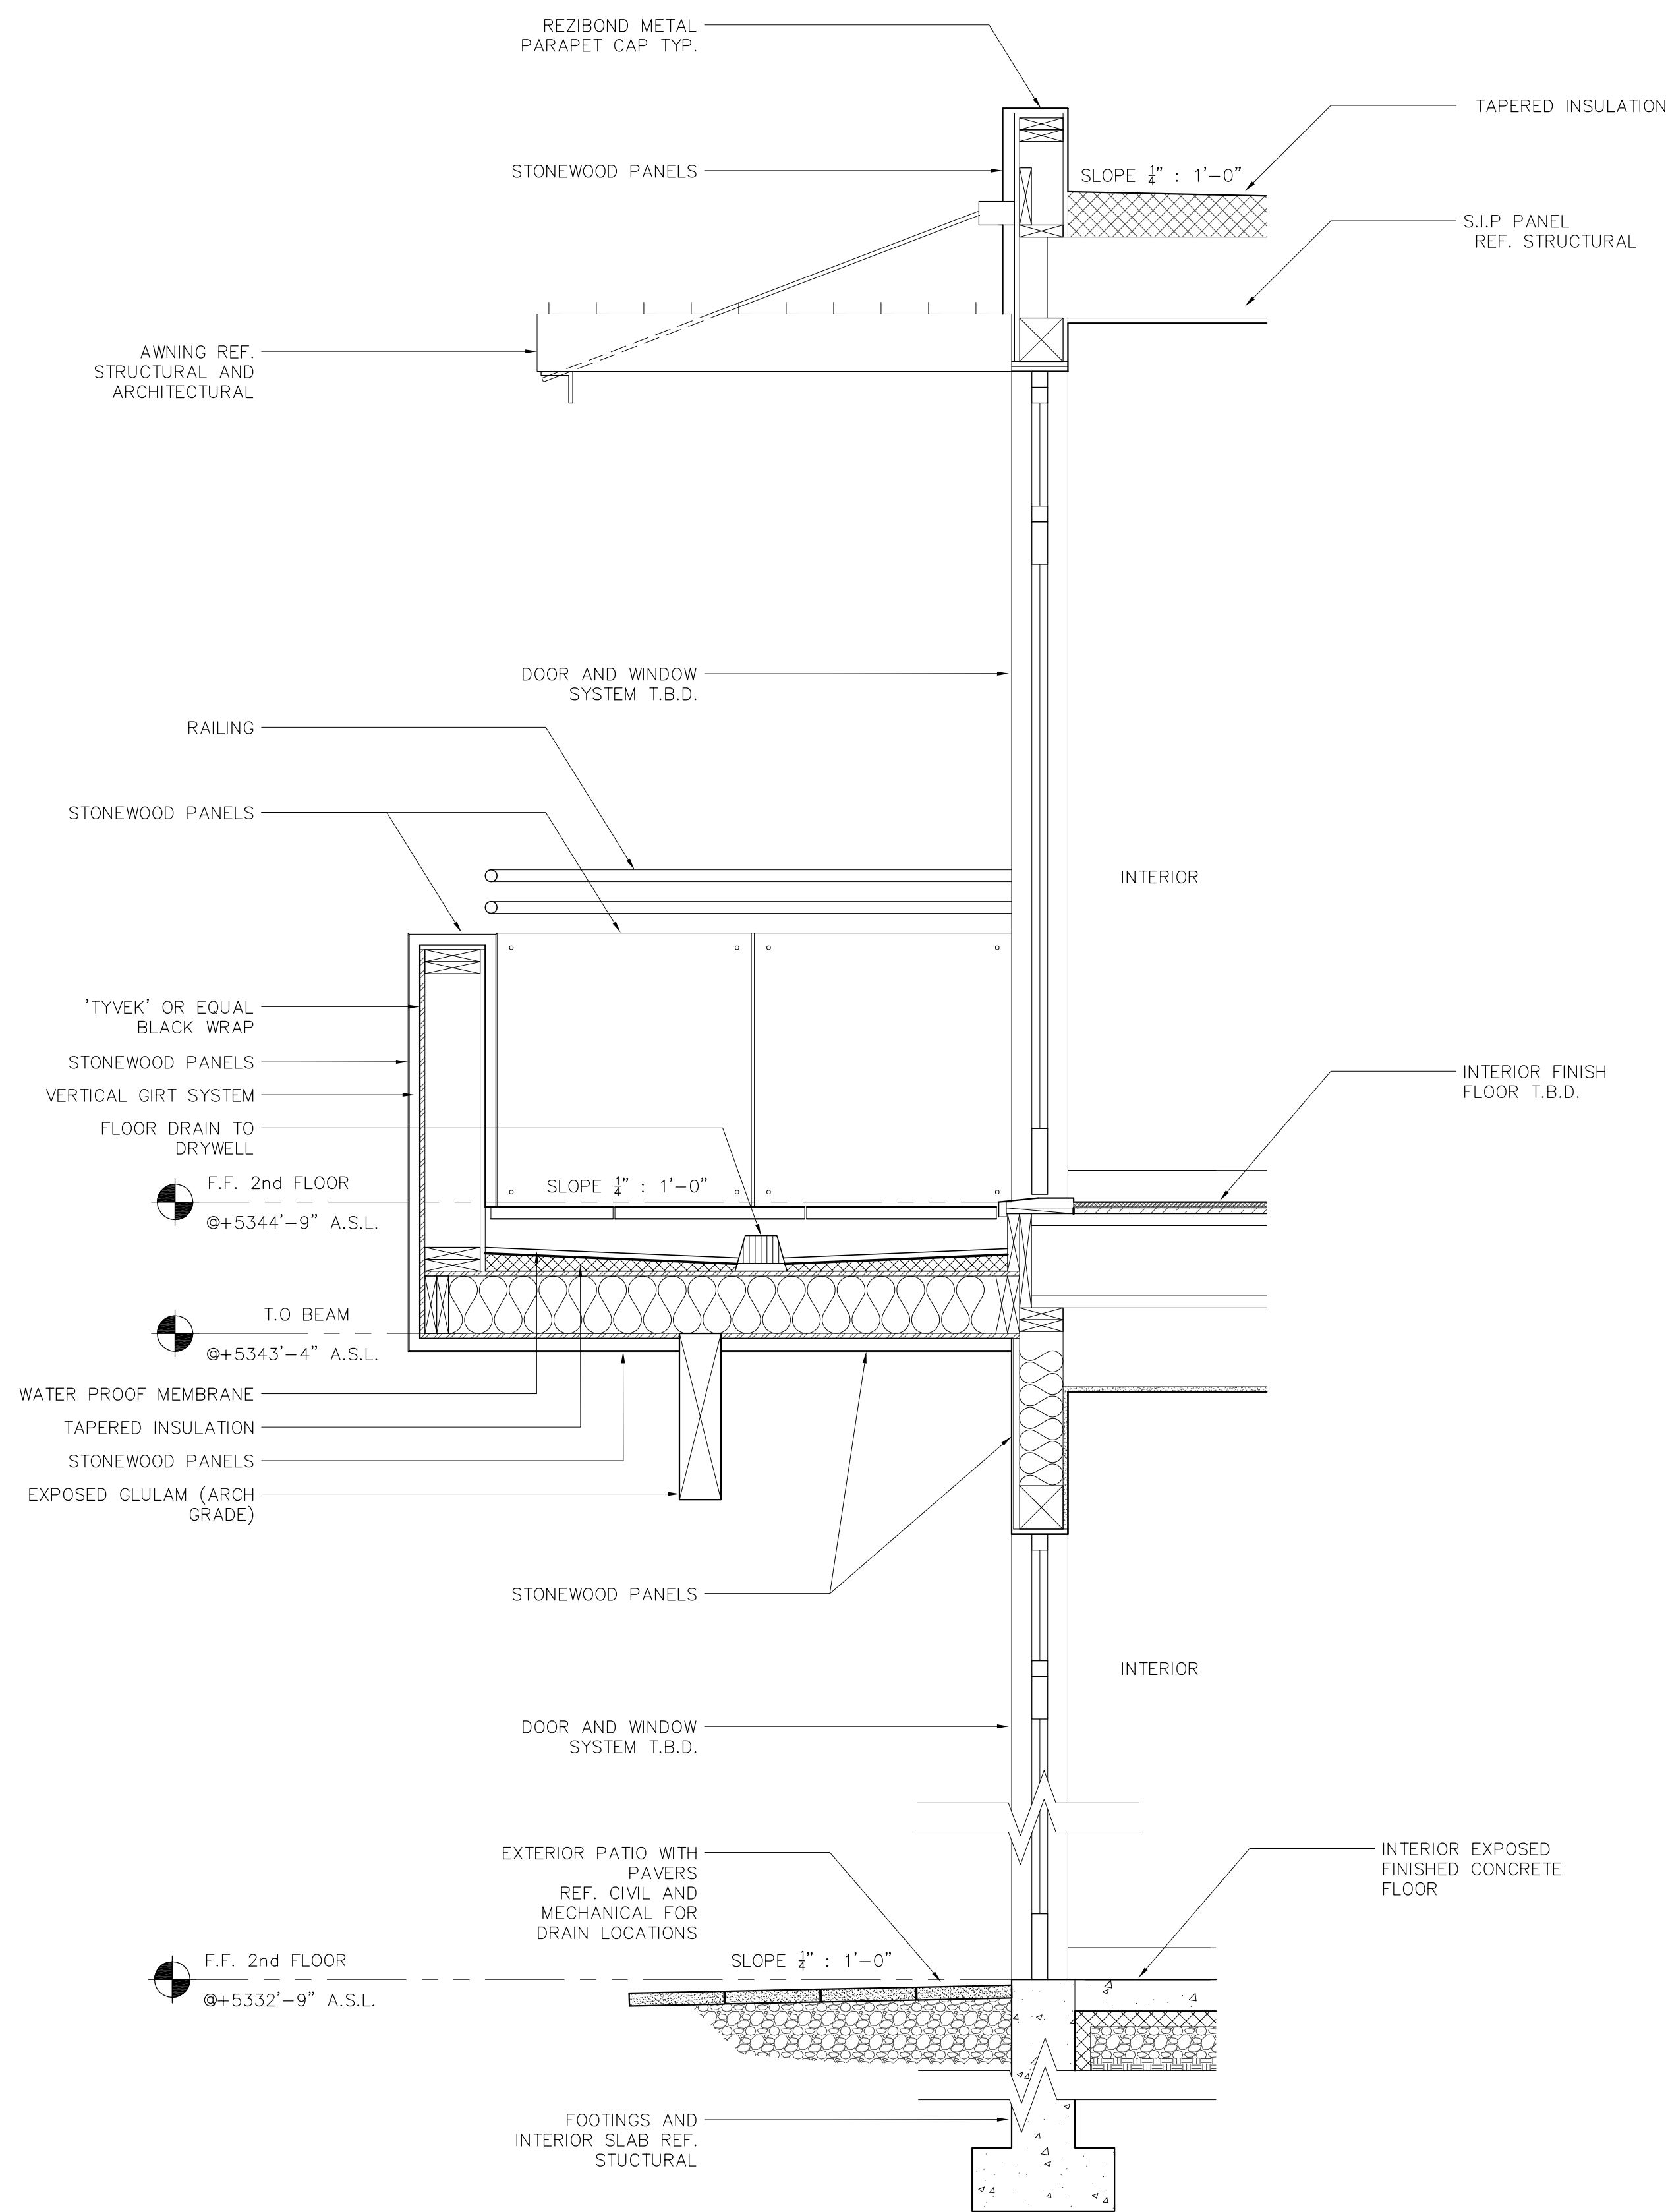 REZIBOND METAL
PARAPET CAP TYP.
TAPERED INSULATION
STONEWOOD PANELS
SLOPE ¼" : 1'-0"
S.I.P PANEL
REF. STRUCTURAL
AWNING REF.
STRUCTURAL AND
ARCHITECTURAL
DOOR AND WINDOW
SYSTEM T.B.D.
RAILING
STONEWOOD PANELS
INTERIOR
'TYVEK' OR EQUAL
BLACK WRAP
STONEWOOD PANELS
VERTICAL GIRT SYSTEM
FLOOR DRAIN TO
DRYWELL
INTERIOR FINISH
FLOOR T.B.D.
F.F. 2nd FLOOR
@+5344'-9" A.S.L.
SLOPE ¼" : 1'-0"
T.O BEAM
@+5343'-4" A.S.L.
WATER PROOF MEMBRANE
TAPERED INSULATION
STONEWOOD PANELS
EXPOSED GLULAM (ARCH
GRADE)
STONEWOOD PANELS
INTERIOR
DOOR AND WINDOW
SYSTEM T.B.D.
EXTERIOR PATIO WITH
PAVERS
REF. CIVIL AND
MECHANICAL FOR
DRAIN LOCATIONS
INTERIOR EXPOSED
FINISHED CONCRETE
FLOOR
F.F. 2nd FLOOR
@+5332'-9" A.S.L.
SLOPE ¼" : 1'-0"
FOOTINGS AND
INTERIOR SLAB REF.
STUCTURAL